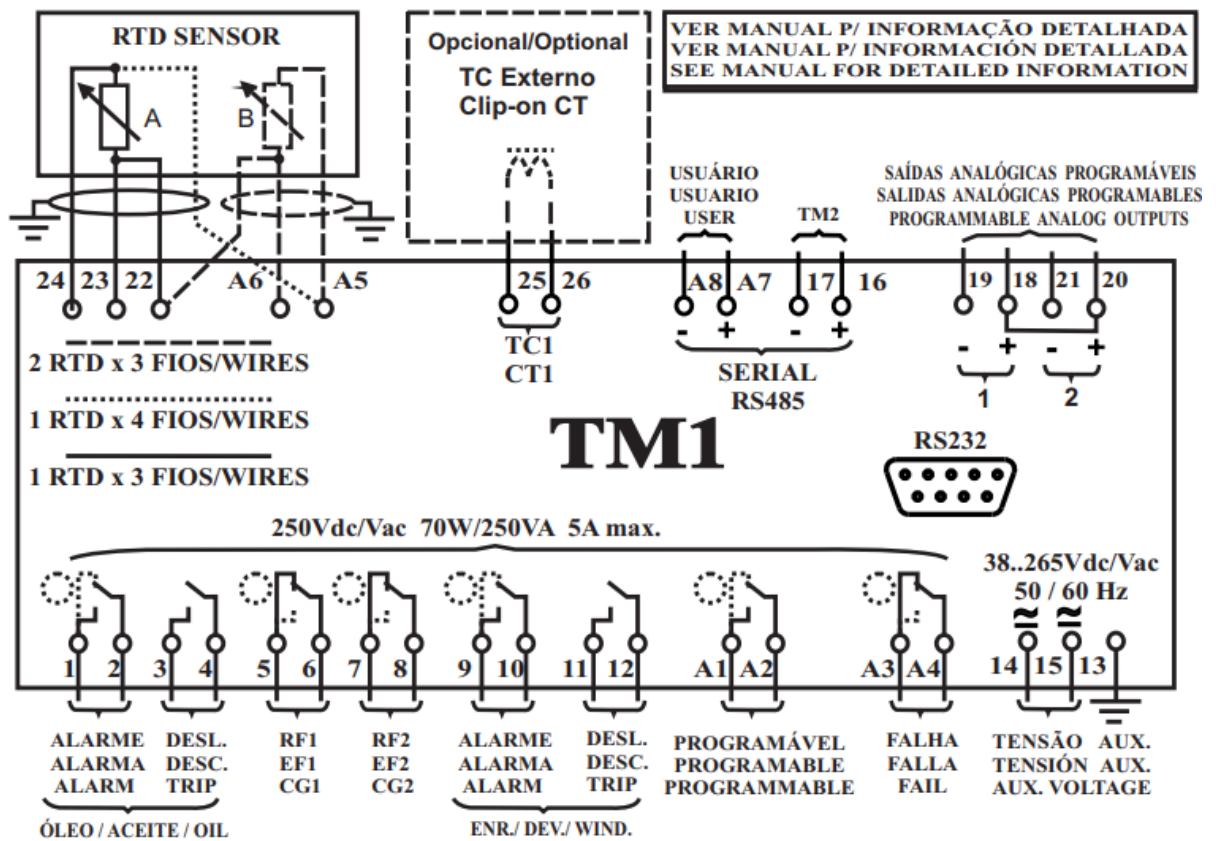 RTD SENSOR
A
B
Opcional/Optional
TC Externo
Clip-on CT
VER MANUAL P/ INFORMAÇÃO DETALHADA
VER MANUAL P/ INFORMACIÓN DETALLADA
SEE MANUAL FOR DETAILED INFORMATION
USUÁRIO
USUARIO
USER
TM2
SAÍDAS ANALÓGICAS PROGRAMÁVEIS
SALIDAS ANALÓGICAS PROGRAMABLES
PROGRAMMABLE ANALOG OUTPUTS
24 23 22 A6 A5 25 26 A8 A7 17 16 19 18 21 20
- + - + - + - +
TC1
CT1
SERIAL
RS485
1 2
2 RTD x 3 FIOS/WIRES
1 RTD x 4 FIOS/WIRES
1 RTD x 3 FIOS/WIRES
TM1
RS232
250Vdc/Vac 70W/250VA 5A max.
38..265Vdc/Vac
50 / 60 Hz
≂ ≂
1 2 3 4 5 6 7 8 9 10 11 12 A1 A2 A3 A4 14 15 13
ALARME
ALARMA
ALARM
DESL.
DESC.
TRIP
RF1
EF1
CG1
RF2
EF2
CG2
ALARME
ALARMA
ALARM
DESL.
DESC.
TRIP
PROGRAMÁVEL
PROGRAMABLE
PROGRAMMABLE
FALHA
FALLA
FAIL
TENSÃO AUX.
TENSIÓN AUX.
AUX. VOLTAGE
ÓLEO / ACEITE / OIL
ENR./ DEV./ WIND.